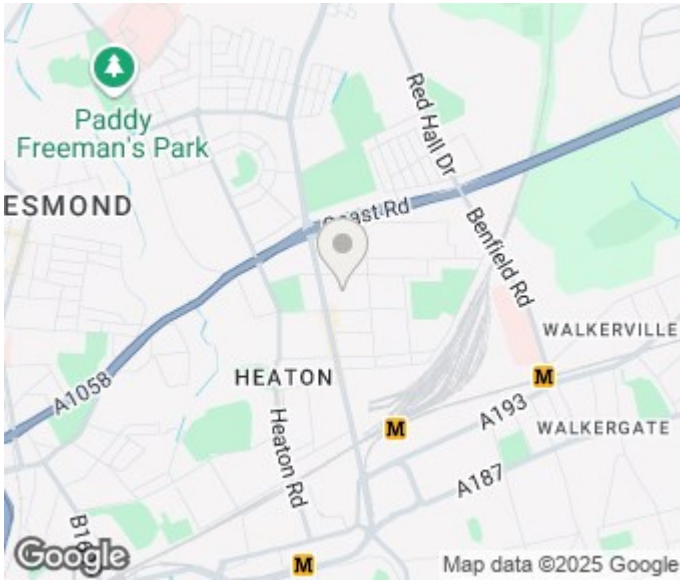 Paddy
Freeman's Park
Red Hall Dr
ESMOND
Coast Rd
Benfield Rd
WALKERVILLE
HEATON
A1058
M
M
A193
Heaton Rd
WALKERGATE
A187
B16
M
Google
Map data ©2025 Google